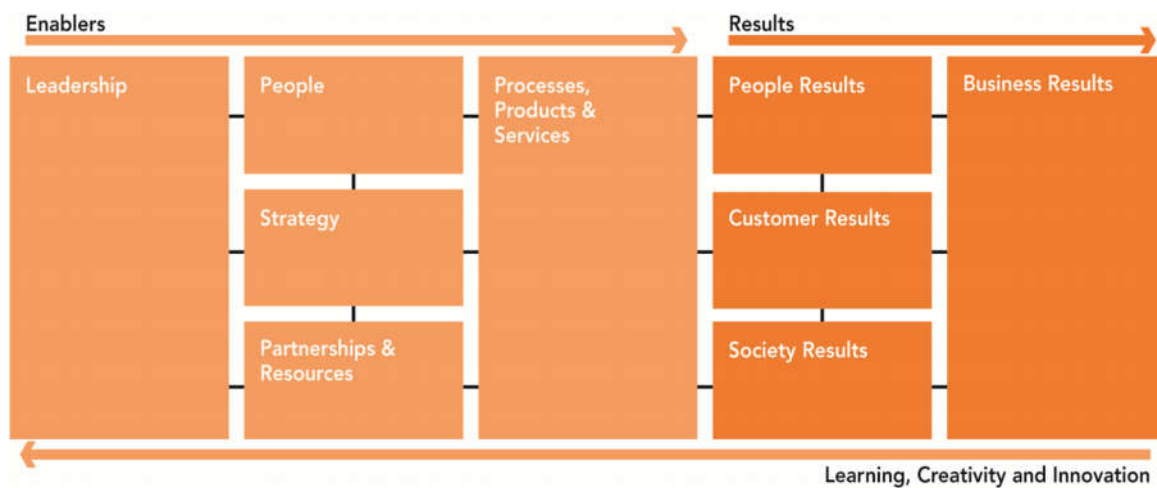 Enablers
Results
Leadership
People
Processes,
Products &
Services
People Results
Business Results
Strategy
Customer Results
Partnerships &
Resources
Society Results
Learning, Creativity and Innovation